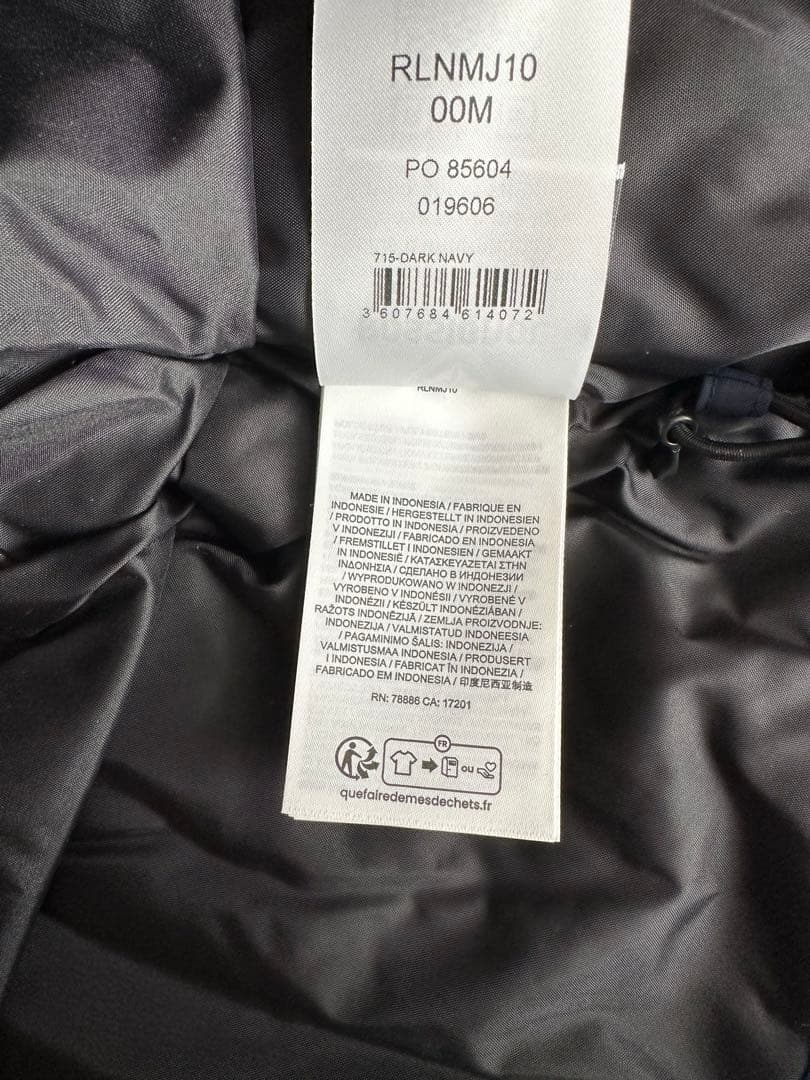 RLNMJ10
00M
PO 85604
019606
715-DARK NAVY
3 607684 614072
RLNMJ10
MADE IN INDONESIA / FABRIQUE EN
INDONESIE / HERGESTELLT IN INDONESIEN
/ PRODOTTO IN INDONESIA / PROIZVEDENO
V INDONEZIJI / FABRICADO EN INDONESIA
/ FREMSTILLET I INDONESIEN / GEMAAKT
IN INDONESIË / ΚΑΤΑΣΚΕΥΑΖΕΤΑΙ ΣΤΗΝ
ΙΝΔΟΝΗΣΙΑ / СДЕЛАНО В ИНДОНЕЗИИ
/ WYPRODUKOWANO W INDONEZJI /
VYROBENO V INDONÉSII / VYROBENÉ V
INDONÉZII / KÉSZÜLT INDONÉZIÁBAN /
RAŽOTS INDONĒZIJĀ / ZEMLJA PROIZVODNJE:
INDONEZIJA / VALMISTATUD INDONEESIA
/ PAGAMINIMO ŠALIS: INDONEZIJA /
VALMISTUSMAA INDONESIA / PRODUSERT
I INDONESIA / FABRICAT ÎN INDONEZIA /
FABRICADO EM INDONESIA / 印度尼西亚制造
RN: 78886 CA: 17201
FR
OU
quefairedemesdechets.fr